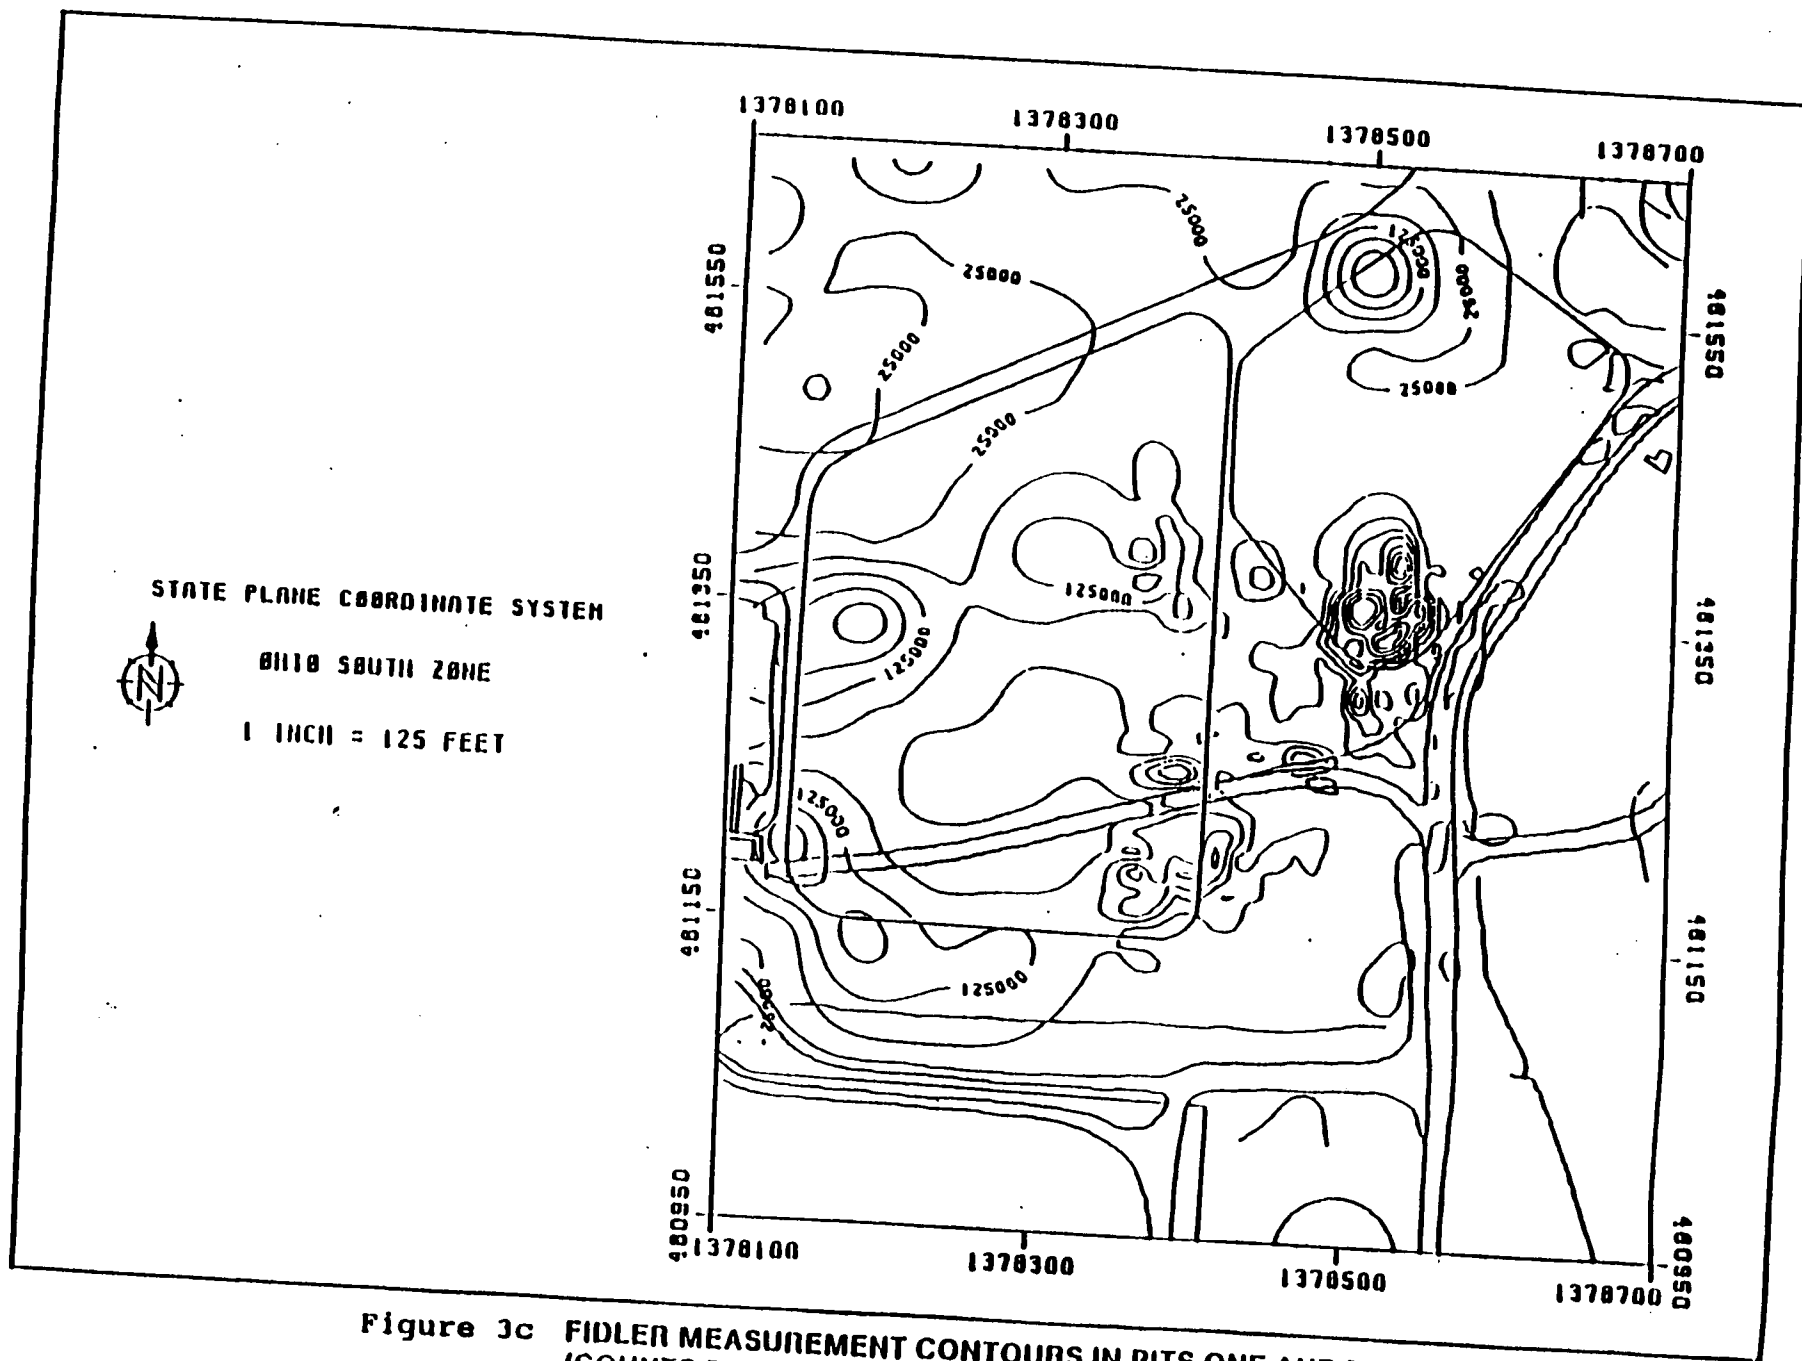 1378100 1378300 1378500 1378700
481550
481550
25000
125000
25000
25000
25000
25000
25000
481350
481350
125000
125000
STATE PLANE COORDINATE SYSTEM
N
OHIO SOUTH ZONE
1 INCH = 125 FEET
125000
481150
481150
125000
480950
480950
1378100 1378300 1378500 1378700
Figure 3c FIDLER MEASUREMENT CONTOURS IN PITS ONE AND